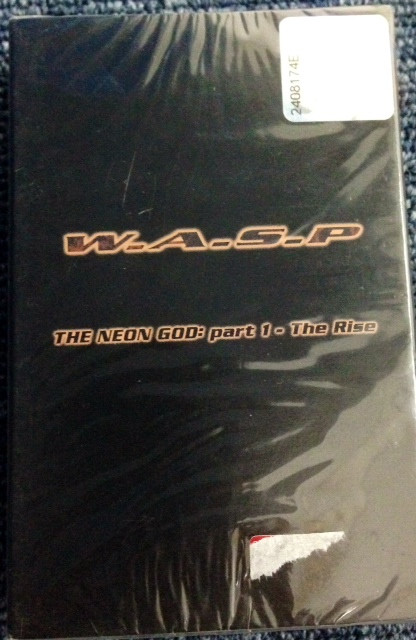 2408174E
W.A.S.P
THE NEON GOD: part 1 - The Rise